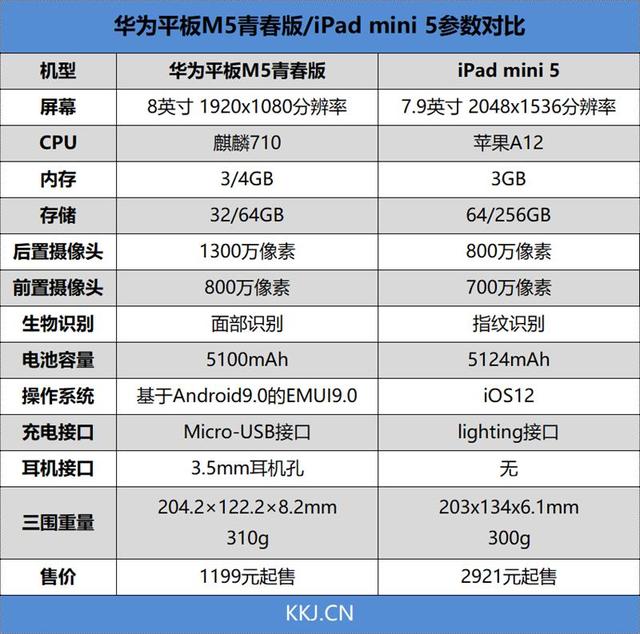 华为平板M5青春版/iPad mini 5参数对比
机型 华为平板M5青春版 iPad mini 5
屏幕 8英寸 1920x1080分辨率 7.9英寸 2048x1536分辨率
CPU 麒麟710 苹果A12
内存 3/4GB 3GB
存储 32/64GB 64/256GB
后置摄像头 1300万像素 800万像素
前置摄像头 800万像素 700万像素
生物识别 面部识别 指纹识别
电池容量 5100mAh 5124mAh
操作系统 基于Android9.0的EMUI9.0 iOS12
充电接口 Micro-USB接口 lighting接口
耳机接口 3.5mm耳机孔 无
三围重量 204.2×122.2×8.2mm 203x134x6.1mm
310g 300g
售价 1199元起售 2921元起售
KKJ.CN